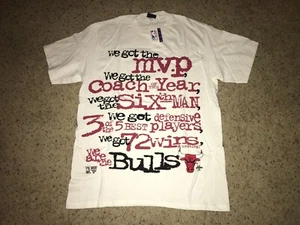 we got the
mvp,
we got the
Coach of the Year,
we got the Sixth MAN
we got defensive
3 of the 5 BEST players,
we got 72 wins,
we are the Bulls